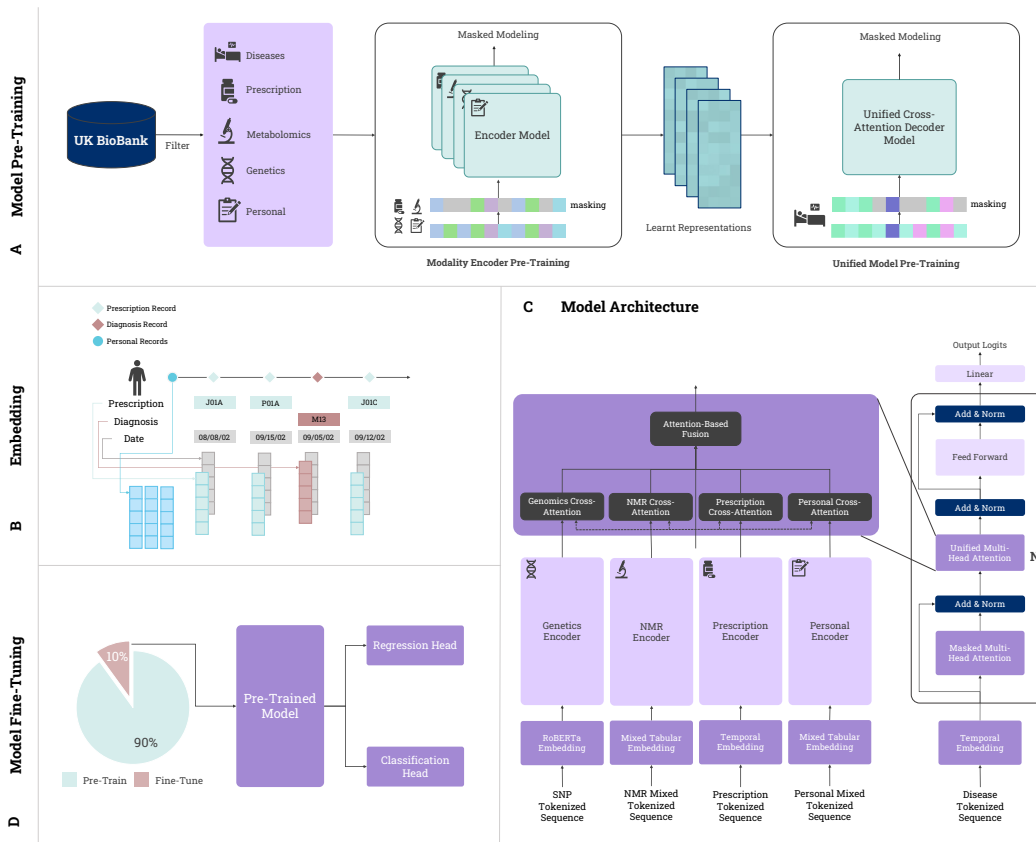 A
Model Pre-Training
UK BioBank
Filter
Diseases
Prescription
Metabolomics
Genetics
Personal
Masked Modeling
Encoder Model
masking
Modality Encoder Pre-Training
Learnt Representations
Masked Modeling
Unified Cross-
Attention Decoder
Model
masking
Unified Model Pre-Training
B
Embedding
Prescription Record
Diagnosis Record
Personal Records
Prescription
Diagnosis
Date
J01A
P01A
M13
J01C
08/08/02
09/15/02
09/05/02
09/12/02
C Model Architecture
Attention-Based
Fusion
Genomics Cross-
Attention
NMR Cross-
Attention
Prescription
Cross-Attention
Personal Cross-
Attention
Genetics
Encoder
NMR
Encoder
Prescription
Encoder
Personal
Encoder
RoBERTa
Embedding
Mixed Tabular
Embedding
Temporal
Embedding
Mixed Tabular
Embedding
SNP
Tokenized
Sequence
NMR Mixed
Tokenized
Sequence
Prescription
Tokenized
Sequence
Personal Mixed
Tokenized
Sequence
Output Logits
Linear
Add & Norm
Feed Forward
Add & Norm
Unified Multi-
Head Attention
N
Add & Norm
Masked Multi-
Head Attention
Temporal
Embedding
Disease
Tokenized
Sequence
D
Model Fine-Tuning
10%
90%
Pre-Train
Fine-Tune
Pre-Trained
Model
Regression Head
Classification
Head